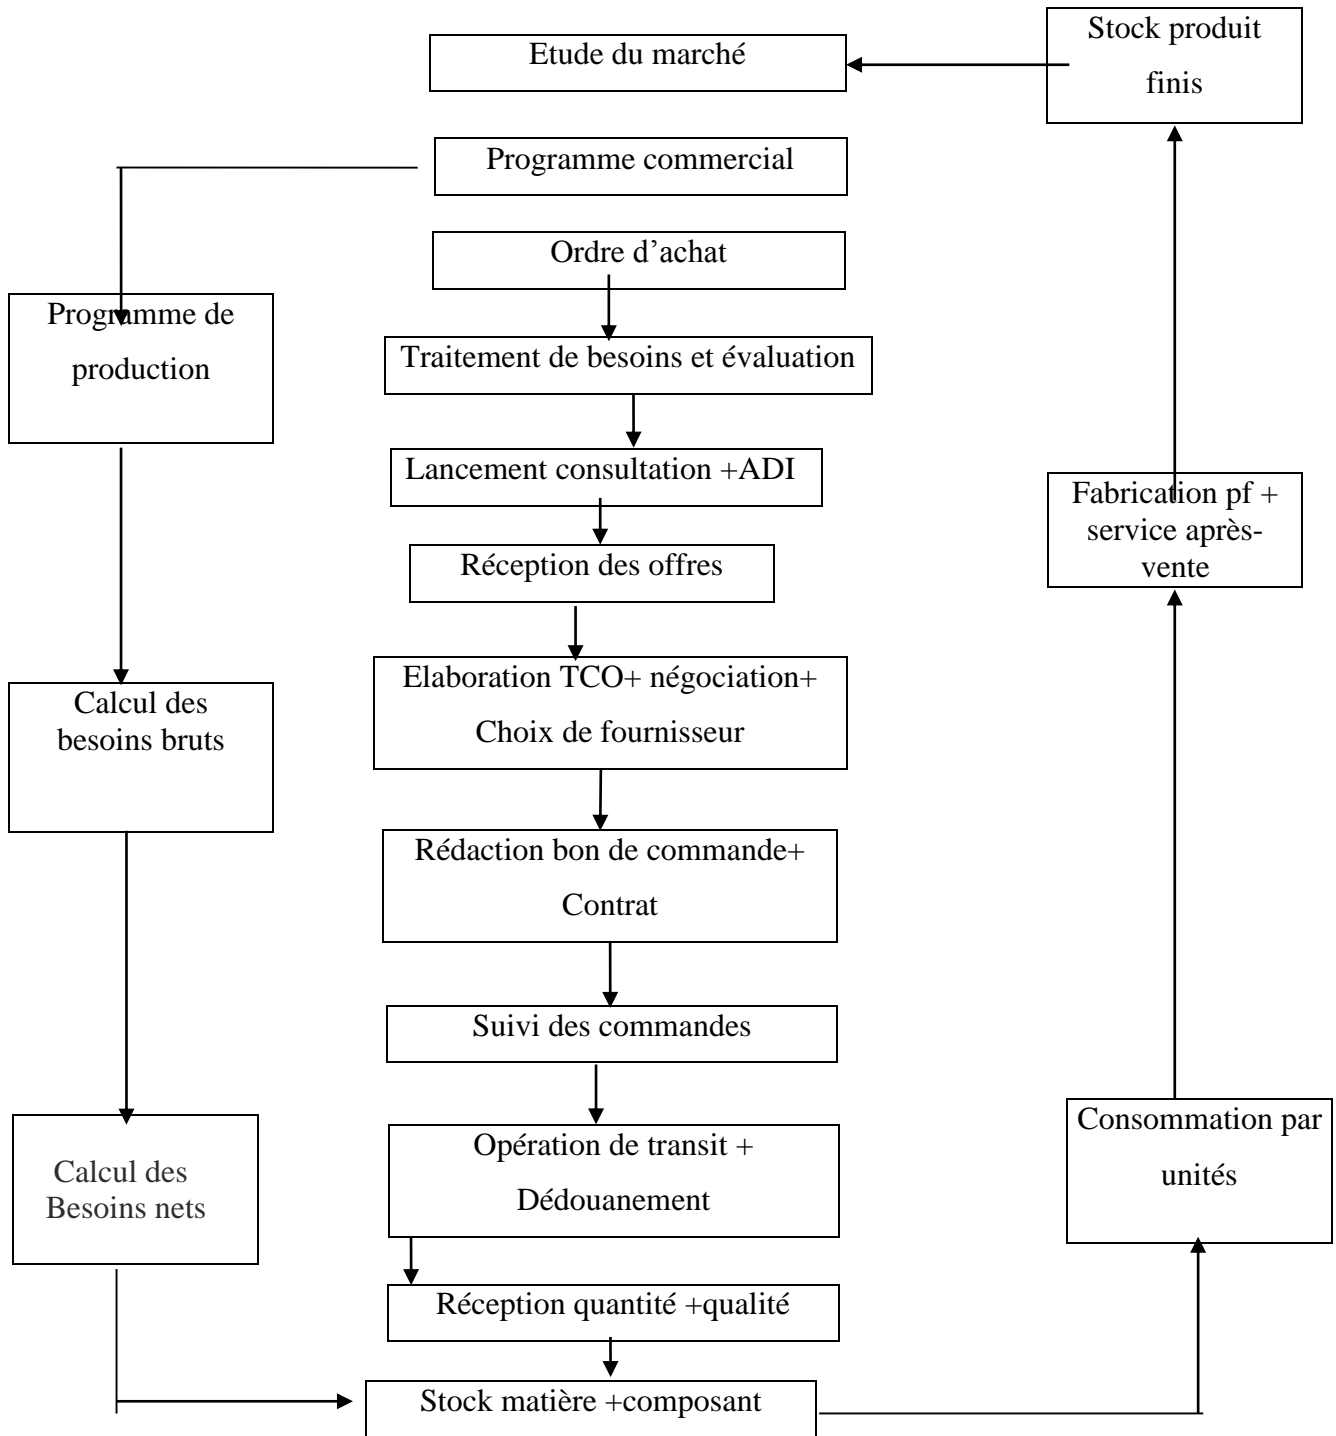 Etude du marché
Stock produit
finis
Programme commercial
Ordre d’achat
Programme de
production
Traitement de besoins et évaluation
Lancement consultation +ADI
Fabrication pf +
service après-
vente
Réception des offres
Elaboration TCO+ négociation+
Choix de fournisseur
Calcul des
besoins bruts
Rédaction bon de commande+
Contrat
Suivi des commandes
Opération de transit +
Dédouanement
Consommation par
unités
Calcul des
Besoins nets
Réception quantité +qualité
Stock matière +composant